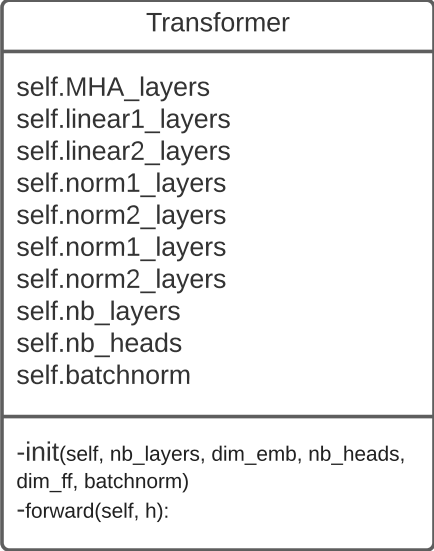 Transformer
self.MHA_layers
self.linear1_layers
self.linear2_layers
self.norm1_layers
self.norm2_layers
self.norm1_layers
self.norm2_layers
self.nb_layers
self.nb_heads
self.batchnorm
-init(self, nb_layers, dim_emb, nb_heads,
dim_ff, batchnorm)
-forward(self, h):